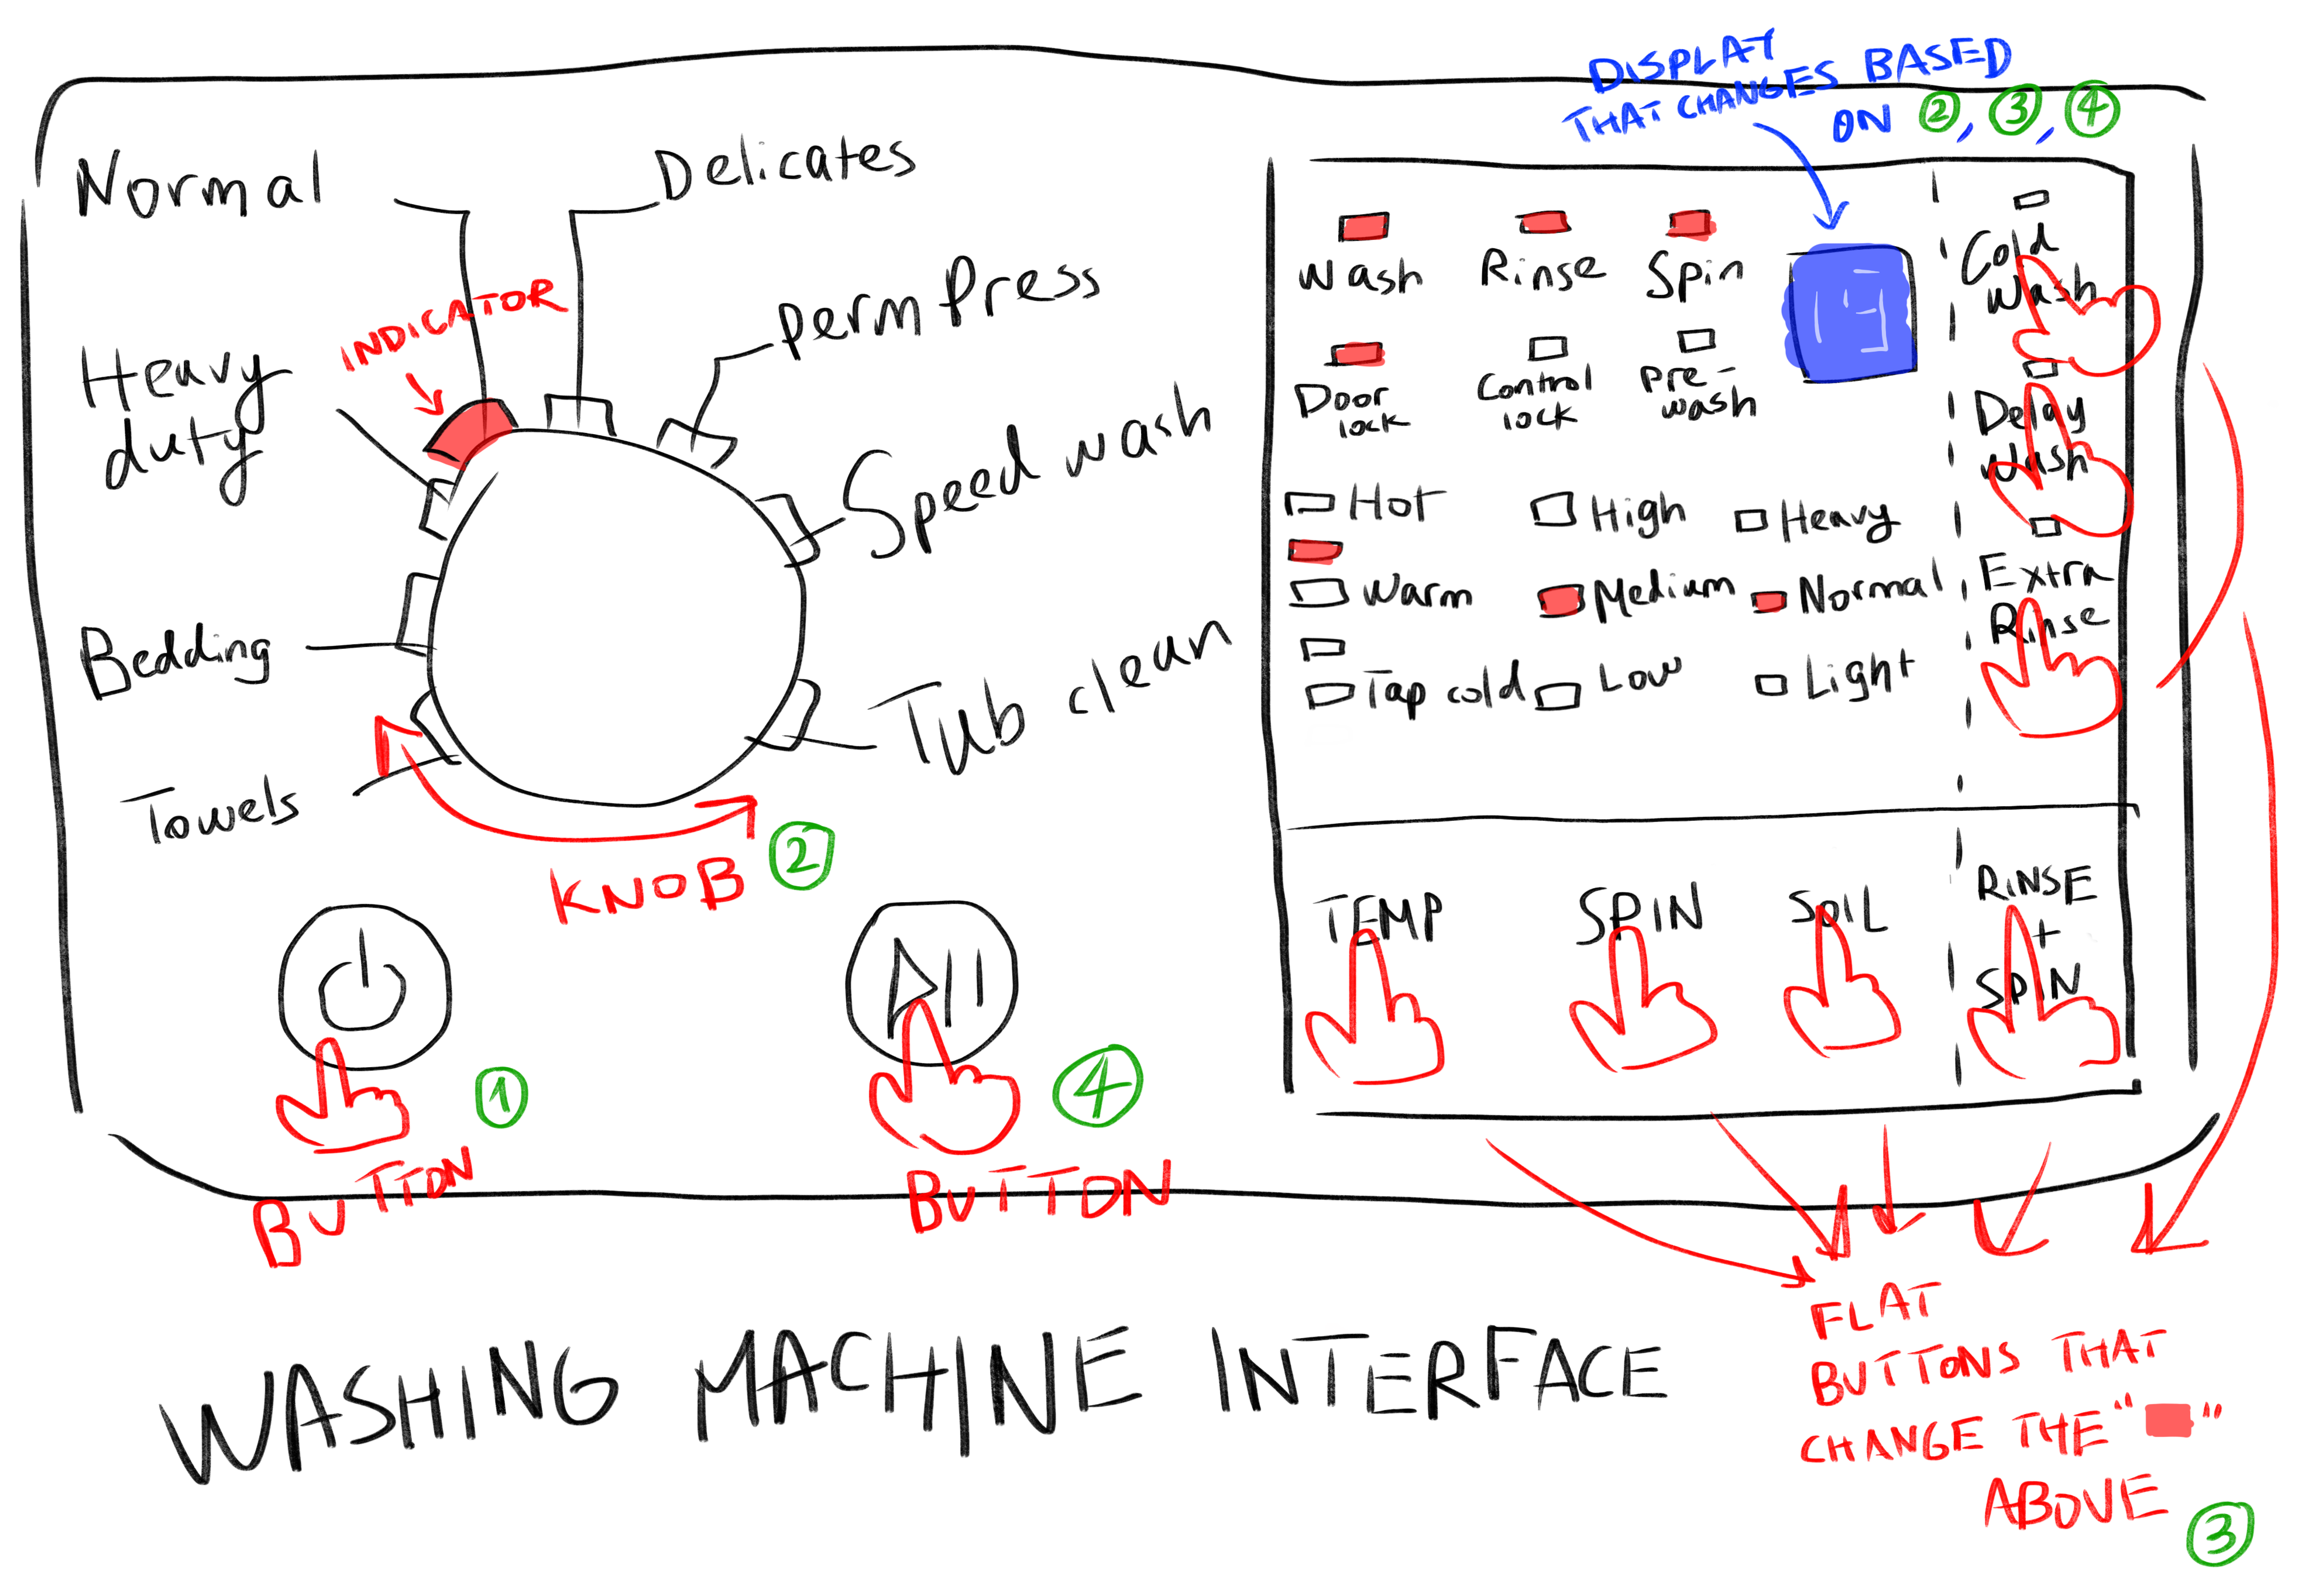 DISPLAY
THAT CHANGES BASED
ON ②, ③, ④
Normal
Delicates
INDICATOR
perm Press
Heavy
duty
Speed wash
Bedding
Tub clean
Towels
KNOB ②
①
BUTTON
④
BUTTON
Wash
Rinse
Spin
19
Cold
Wash
Door
lock
Control
lock
Pre-
wash
Delay
Wash
Hot
High
Heavy
Warm
Medium
Normal
Extra
Rinse
Tap cold
Low
Light
TEMP
SPIN
SOIL
RINSE
+
SPIN
FLAT
BUTTONS THAT
CHANGE THE " "
ABOVE
③
WASHING MACHINE INTERFACE